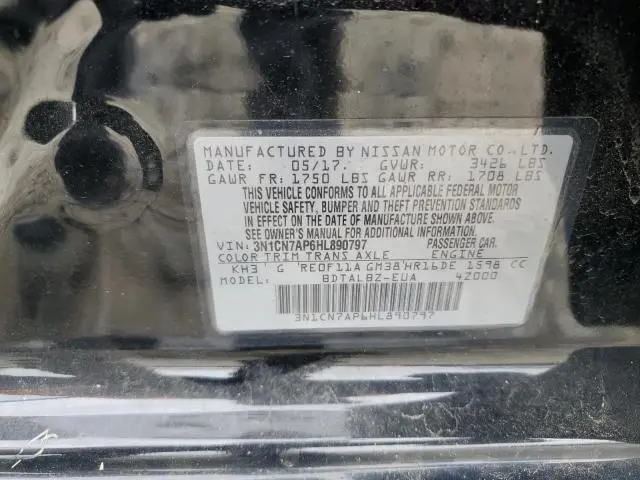 MANUFACTURED BY NISSAN MOTOR CO., LTD.
DATE: 05/17. GVWR: 3426 LBS
GAWR FR: 1750 LBS GAWR RR: 1708 LBS
THIS VEHICLE CONFORMS TO ALL APPLICABLE FEDERAL MOTOR
VEHICLE SAFETY, BUMPER AND THEFT PREVENTION STANDARDS
IN EFFECT ON THE DATE OF MANUFACTURE SHOWN ABOVE.
SEE OWNER'S MANUAL FOR ADDITIONAL INFORMATION.
VIN: 3N1CN7AP6HL890797 PASSENGER CAR.
COLOR TRIM TRANS AXLE ENGINE
KH3 G RE0F11A GM38 HR16DE 1598 CC
MODEL: BDTALBZ-EUA 4Z000
3N1CN7AP6HL890797